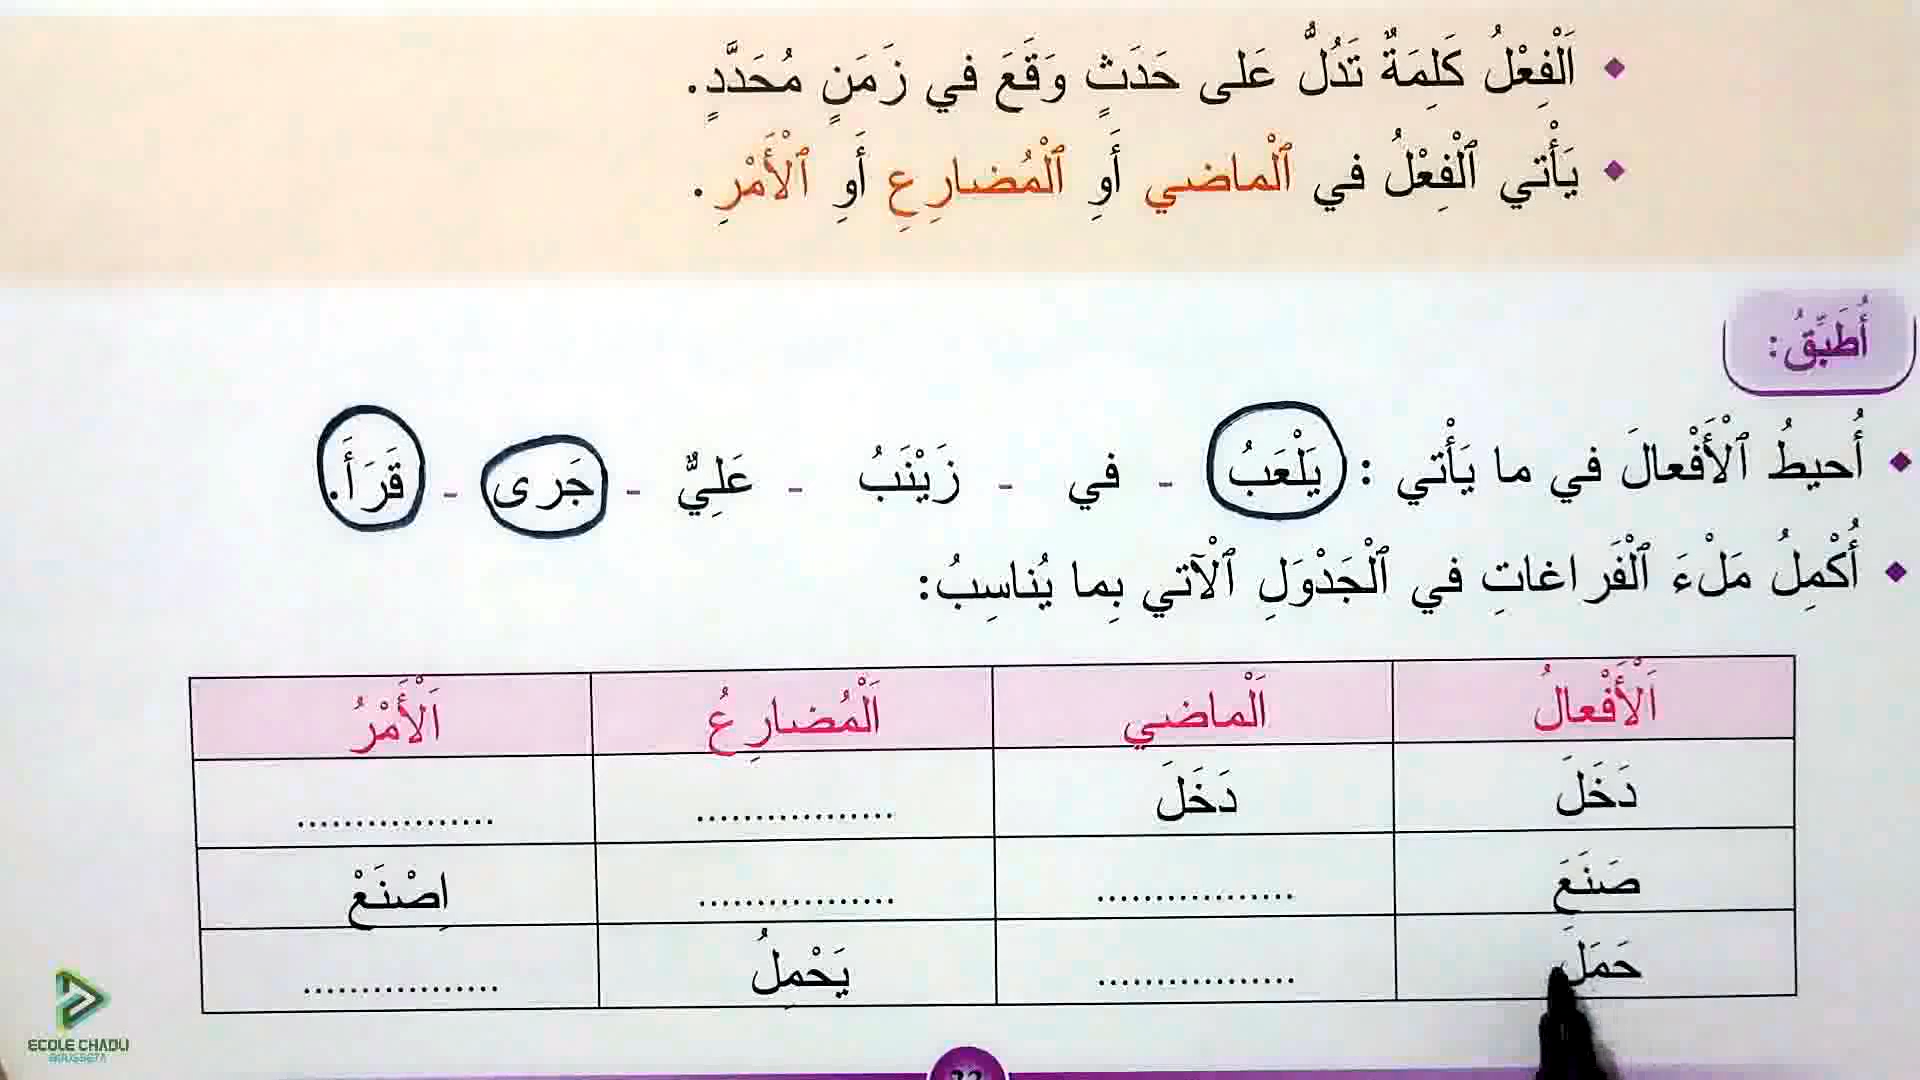 اَلْفِعْلُ كَلِمَةٌ تَدُلُّ عَلى حَدَثٍ وَقَعَ في زَمَنٍ مُحَدَّدٍ.
يَأْتي ٱلْفِعْلُ في ٱلْماضي أَوِ ٱلْمُضارِعِ أَوِ ٱلْأَمْرِ.
أُطَبِّقُ:
أُحيطُ ٱلْأَفْعالَ في ما يَأْتي : يَلْعَبُ - في - زَيْنَبُ - عَلِيٌّ - جَرى - قَرَأَ.
أُكْمِلُ مَلْءَ ٱلْفَراغاتِ في ٱلْجَدْوَلِ ٱلْآتي بِما يُناسِبُ:
اَلْأَفْعالُ اَلْماضي اَلْمُضارِعُ اَلْأَمْرُ
دَخَلَ دَخَلَ ................. .................
صَنَعَ ................. ................. اِصْنَعْ
حَمَلَ ................. يَحْمِلُ .................
ECOLE CHADLI